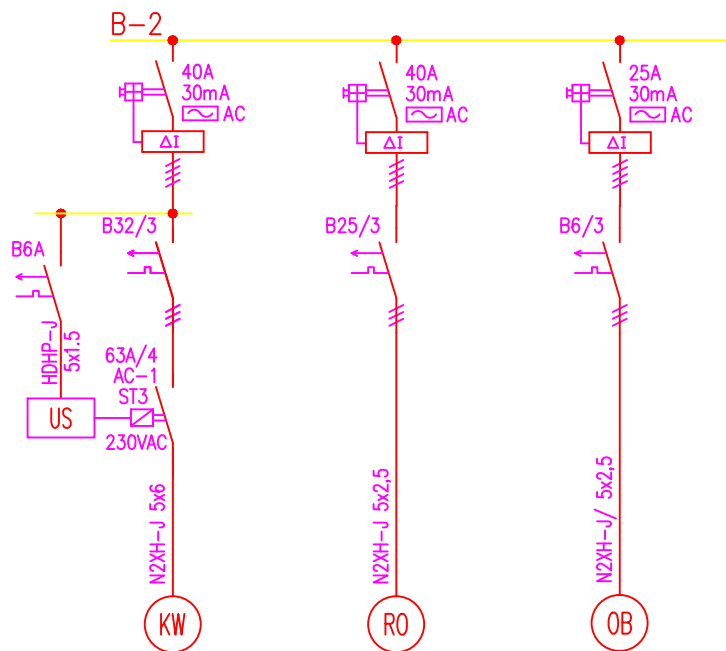 B-2
40A
30mA
AC
ΔI
40A
30mA
AC
ΔI
25A
30mA
AC
ΔI
B6A
B32/3
B25/3
B6/3
HDHP-J
5x1.5
63A/4
AC-1
ST3
US
230VAC
N2XH-J 5x6
N2XH-J 5x2,5
N2XH-J/ 5x2,5
KW
RO
OB